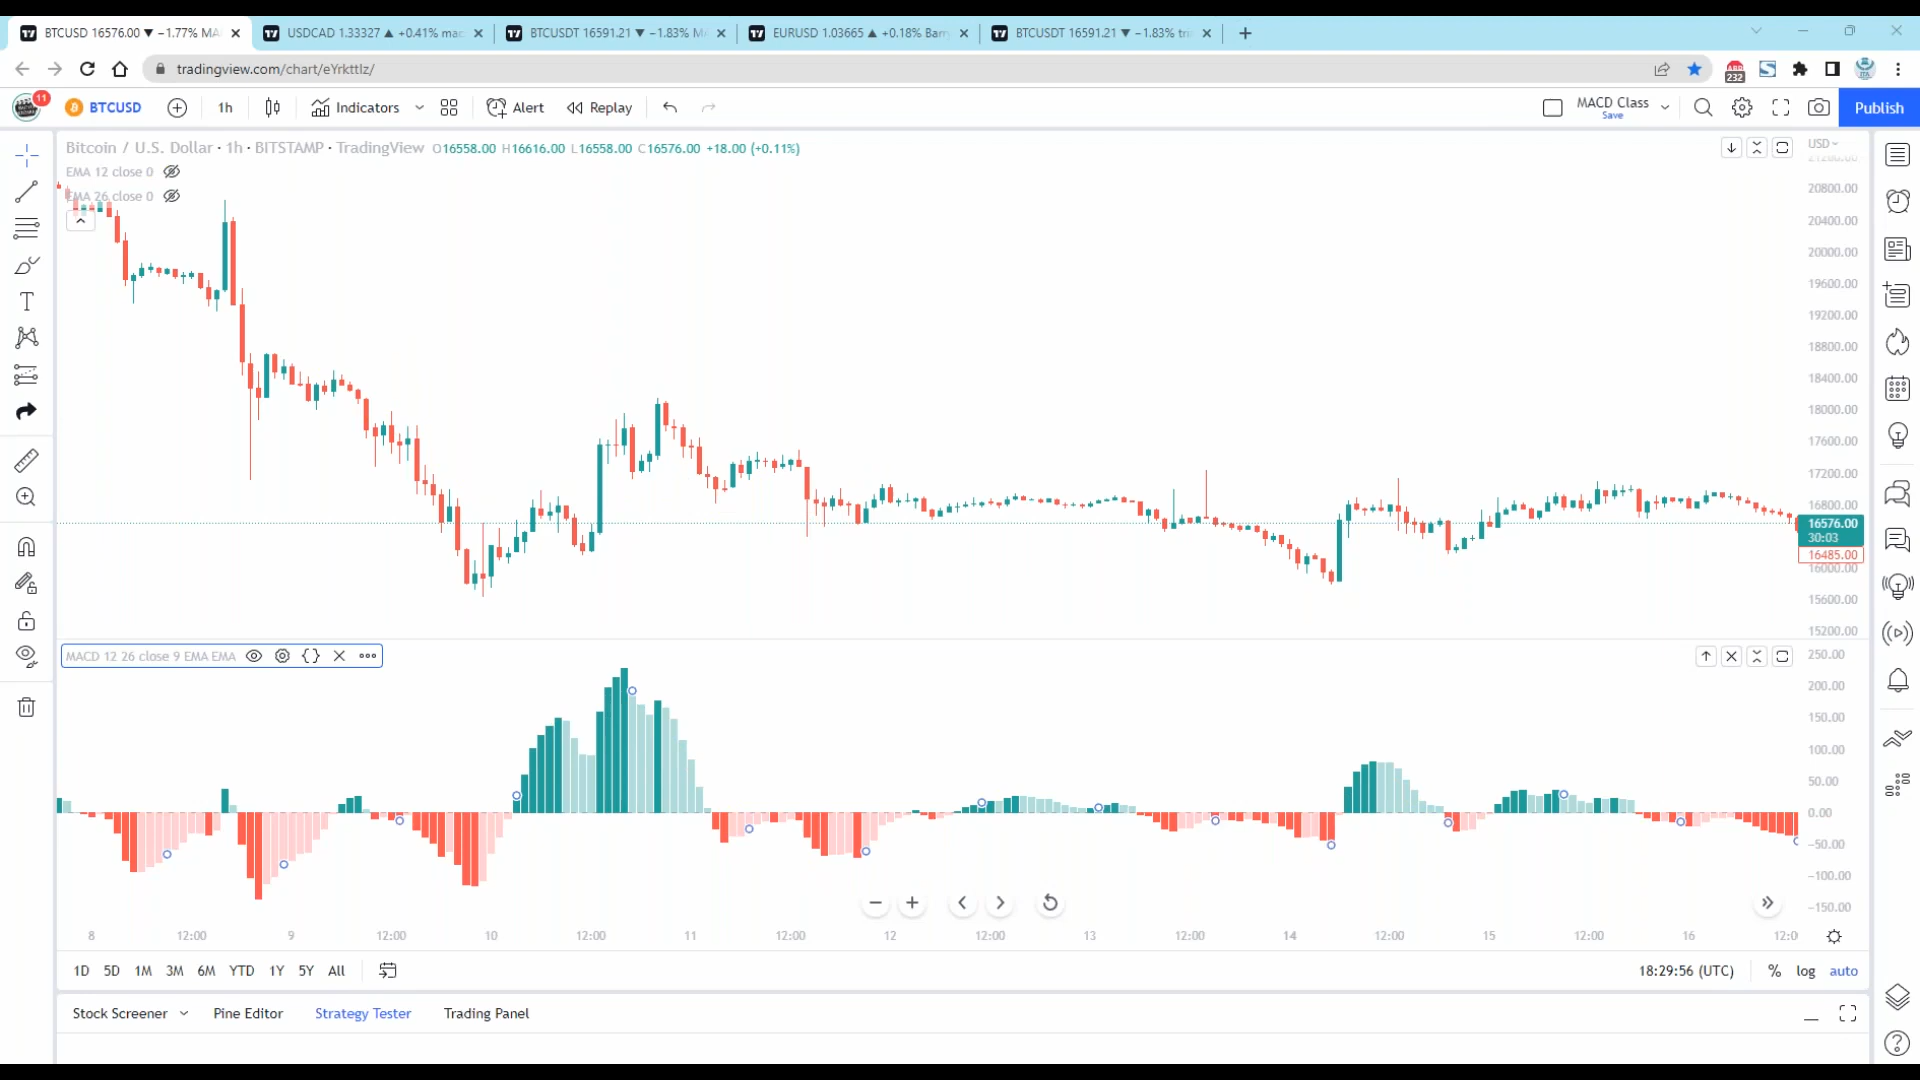 BTCUSD 16576.00 ▼ −1.77% MA
USDCAD 1.33327 ▲ +0.41% mac
BTCUSDT 16591.21 ▼ −1.83% M
EURUSD 1.03665 ▲ +0.18% Barr
BTCUSDT 16591.21 ▼ −1.83% tri
tradingview.com/chart/eYrkttlz/
232
11
BTCUSD
1h
Indicators
Alert
Replay
MACD Class
Save
Publish
Bitcoin / U.S. Dollar · 1h · BITSTAMP · TradingView O16558.00 H16616.00 L16558.00 C16576.00 +18.00 (+0.11%)
USD
EMA 12 close 0
EMA 26 close 0
20800.00
20400.00
20000.00
19600.00
19200.00
18800.00
18400.00
18000.00
17600.00
17200.00
16800.00
16576.00
30:03
16485.00
16000.00
15600.00
15200.00
MACD 12 26 close 9 EMA EMA
250.00
200.00
150.00
100.00
50.00
0.00
−50.00
−100.00
−150.00
8 12:00 9 12:00 10 12:00 11 12:00 12 12:00 13 12:00 14 12:00 15 12:00 16 12:0
1D 5D 1M 3M 6M YTD 1Y 5Y All
18:29:56 (UTC) % log auto
Stock Screener Pine Editor Strategy Tester Trading Panel